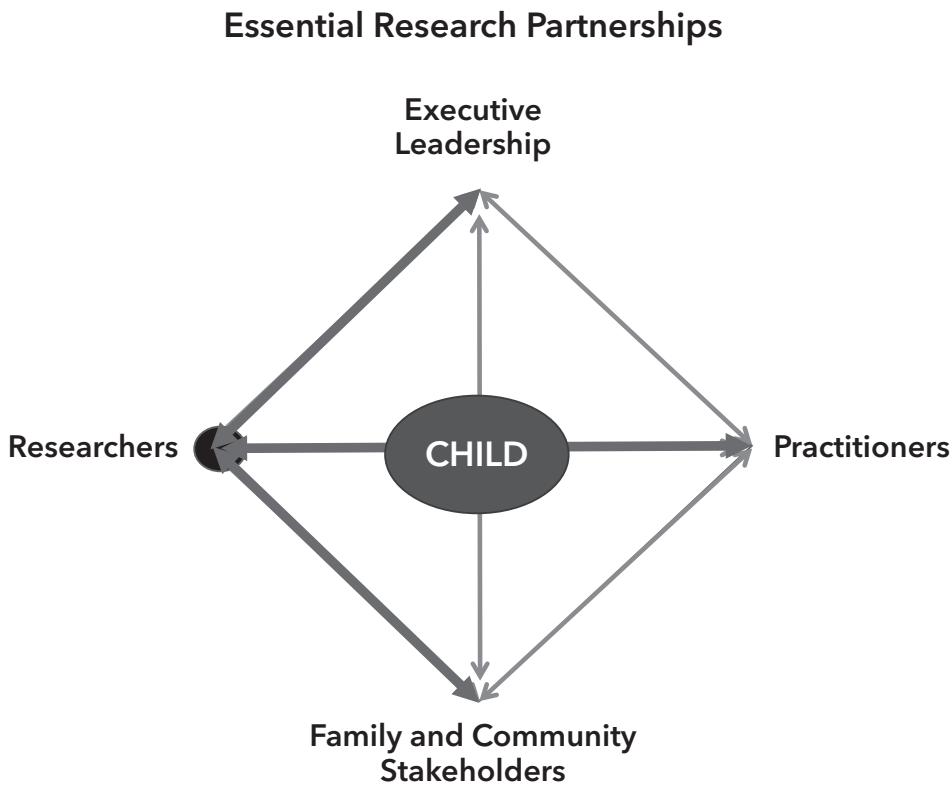 Essential Research Partnerships
Executive
Leadership
Researchers
CHILD
Practitioners
Family and Community
Stakeholders